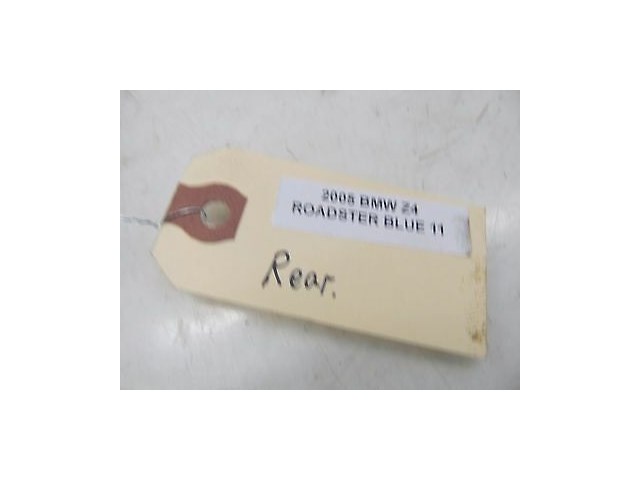 2005 BMW Z4
ROADSTER BLUE 11
Rear.